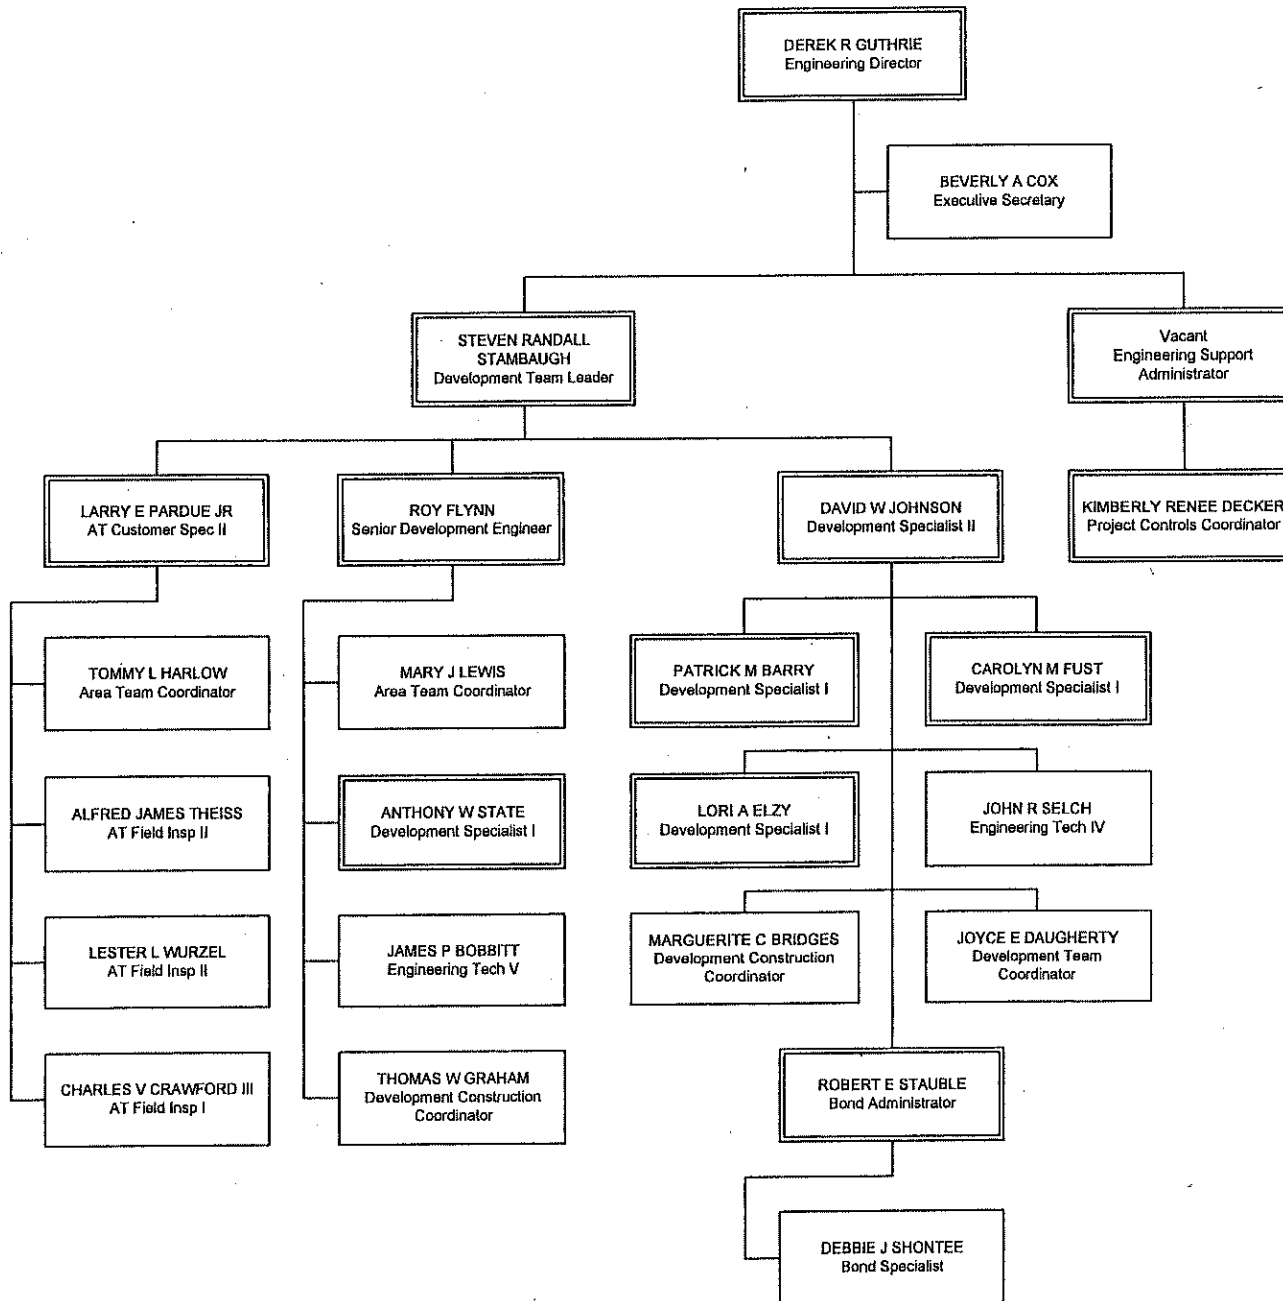 DEREK R GUTHRIE
Engineering Director
BEVERLY A COX
Executive Secretary
STEVEN RANDALL
STAMBAUGH
Development Team Leader
Vacant
Engineering Support
Administrator
LARRY E PARDUE JR
AT Customer Spec II
ROY FLYNN
Senior Development Engineer
DAVID W JOHNSON
Development Specialist II
KIMBERLY RENEE DECKER
Project Controls Coordinator
TOMMY L HARLOW
Area Team Coordinator
MARY J LEWIS
Area Team Coordinator
PATRICK M BARRY
Development Specialist I
CAROLYN M FUST
Development Specialist I
ALFRED JAMES THEISS
AT Field Insp II
ANTHONY W STATE
Development Specialist I
LORI A ELZY
Development Specialist I
JOHN R SELCH
Engineering Tech IV
LESTER L WURZEL
AT Field Insp II
JAMES P BOBBITT
Engineering Tech V
MARGUERITE C BRIDGES
Development Construction
Coordinator
JOYCE E DAUGHERTY
Development Team
Coordinator
CHARLES V CRAWFORD III
AT Field Insp I
THOMAS W GRAHAM
Development Construction
Coordinator
ROBERT E STAUBLE
Bond Administrator
DEBBIE J SHONTEE
Bond Specialist